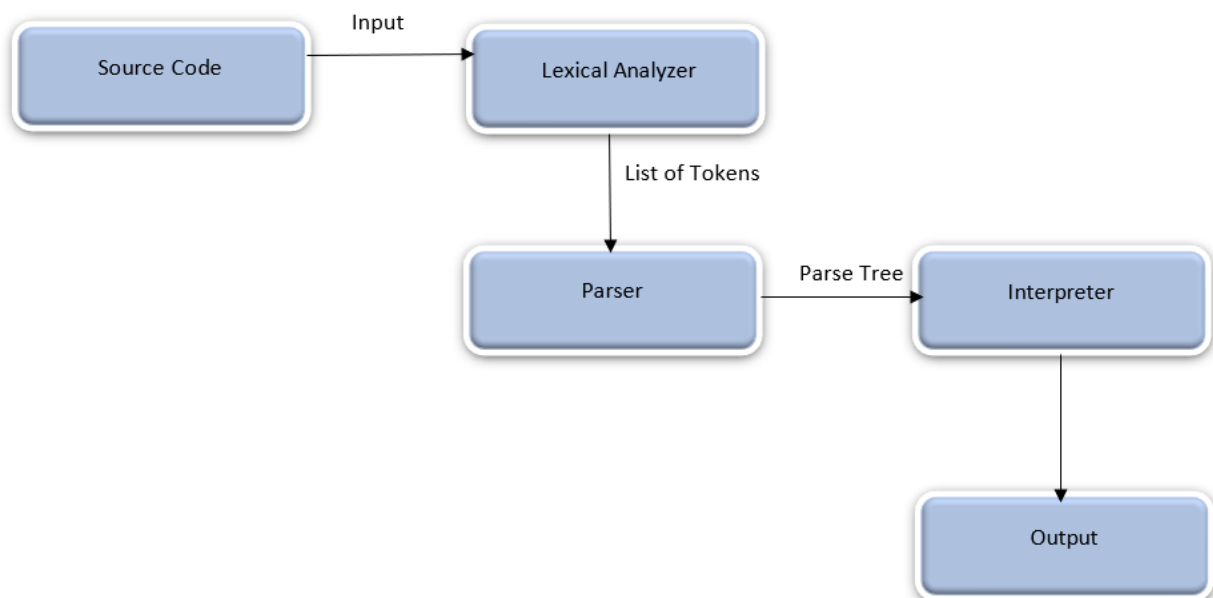 Input
Source Code
Lexical Analyzer
List of Tokens
Parser
Parse Tree
Interpreter
Output